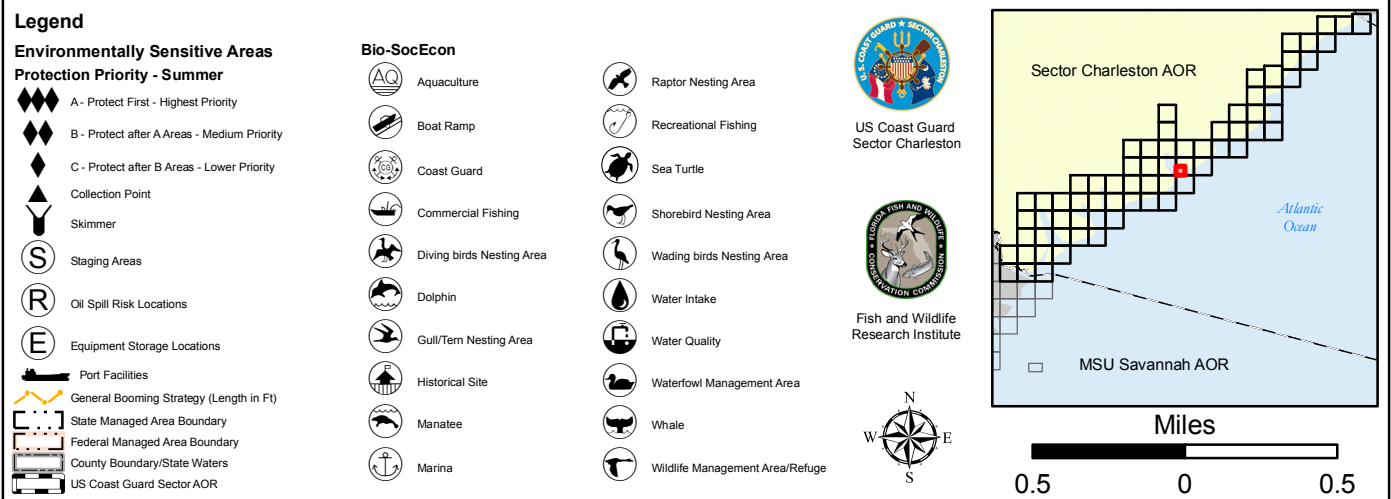 Legend
Environmentally Sensitive Areas
Protection Priority - Summer
A - Protect First - Highest Priority
B - Protect after A Areas - Medium Priority
C - Protect after B Areas - Lower Priority
Collection Point
Skimmer
S Staging Areas
R Oil Spill Risk Locations
E Equipment Storage Locations
Port Facilities
General Booming Strategy (Length in Ft)
State Managed Area Boundary
Federal Managed Area Boundary
County Boundary/State Waters
US Coast Guard Sector AOR
Bio-SocEcon
AQ Aquaculture
Boat Ramp
CG Coast Guard
Commercial Fishing
Diving birds Nesting Area
Dolphin
Gull/Tern Nesting Area
Historical Site
Manatee
Marina
Raptor Nesting Area
Recreational Fishing
Sea Turtle
Shorebird Nesting Area
Wading birds Nesting Area
Water Intake
Water Quality
Waterfowl Management Area
Whale
Wildlife Management Area/Refuge
U.S. COAST GUARD ★ SECTOR CHARLESTON
US Coast Guard
Sector Charleston
FLORIDA FISH AND WILDLIFE
CONSERVATION COMMISSION
Fish and Wildlife
Research Institute
N
W E
S
Sector Charleston AOR
Atlantic
Ocean
MSU Savannah AOR
Miles
0.5 0 0.5